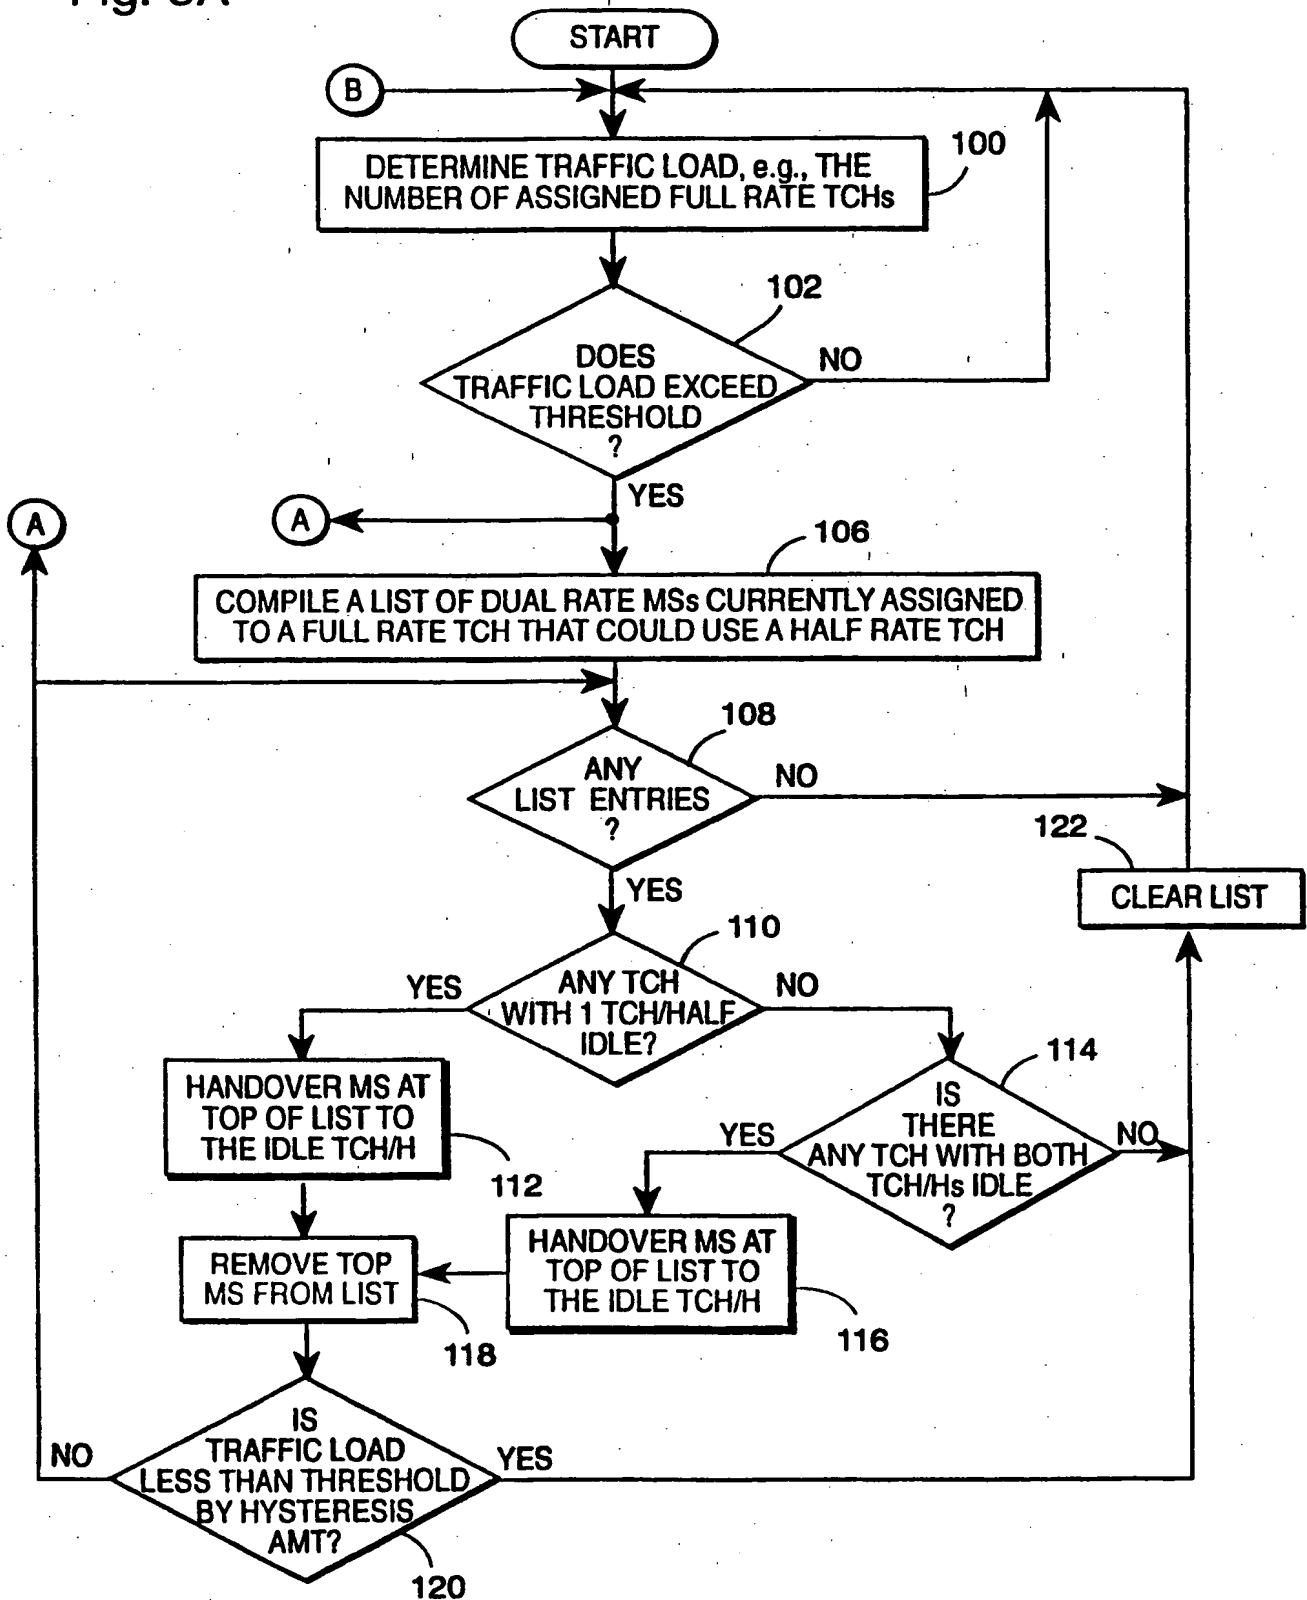 Fig. 8A
START
B
DETERMINE TRAFFIC LOAD, e.g., THE
NUMBER OF ASSIGNED FULL RATE TCHs
100
102
DOES
TRAFFIC LOAD EXCEED
THRESHOLD
?
NO
YES
A
A
106
COMPILE A LIST OF DUAL RATE MSs CURRENTLY ASSIGNED
TO A FULL RATE TCH THAT COULD USE A HALF RATE TCH
108
ANY
LIST ENTRIES
?
NO
122
CLEAR LIST
YES
110
YES
ANY TCH
WITH 1 TCH/HALF
IDLE?
NO
114
HANDOVER MS AT
TOP OF LIST TO
THE IDLE TCH/H
112
YES
IS
THERE
ANY TCH WITH BOTH
TCH/Hs IDLE
?
NO
REMOVE TOP
MS FROM LIST
118
HANDOVER MS AT
TOP OF LIST TO
THE IDLE TCH/H
116
NO
IS
TRAFFIC LOAD
LESS THAN THRESHOLD
BY HYSTERESIS
AMT?
YES
120